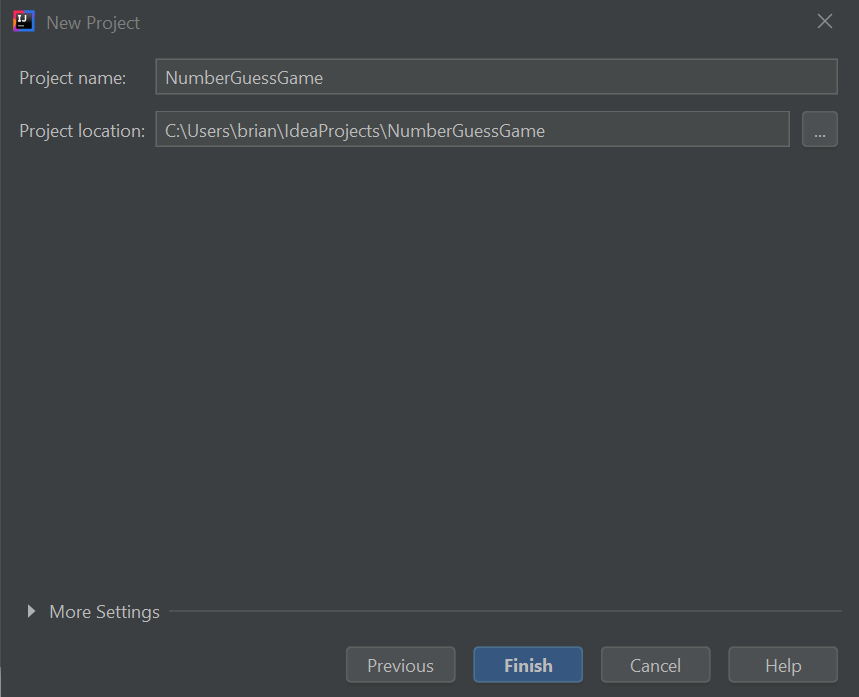 IJ
New Project
Project name: NumberGuessGame
Project location: C:\Users\brian\IdeaProjects\NumberGuessGame ...
More Settings
Previous Finish Cancel Help